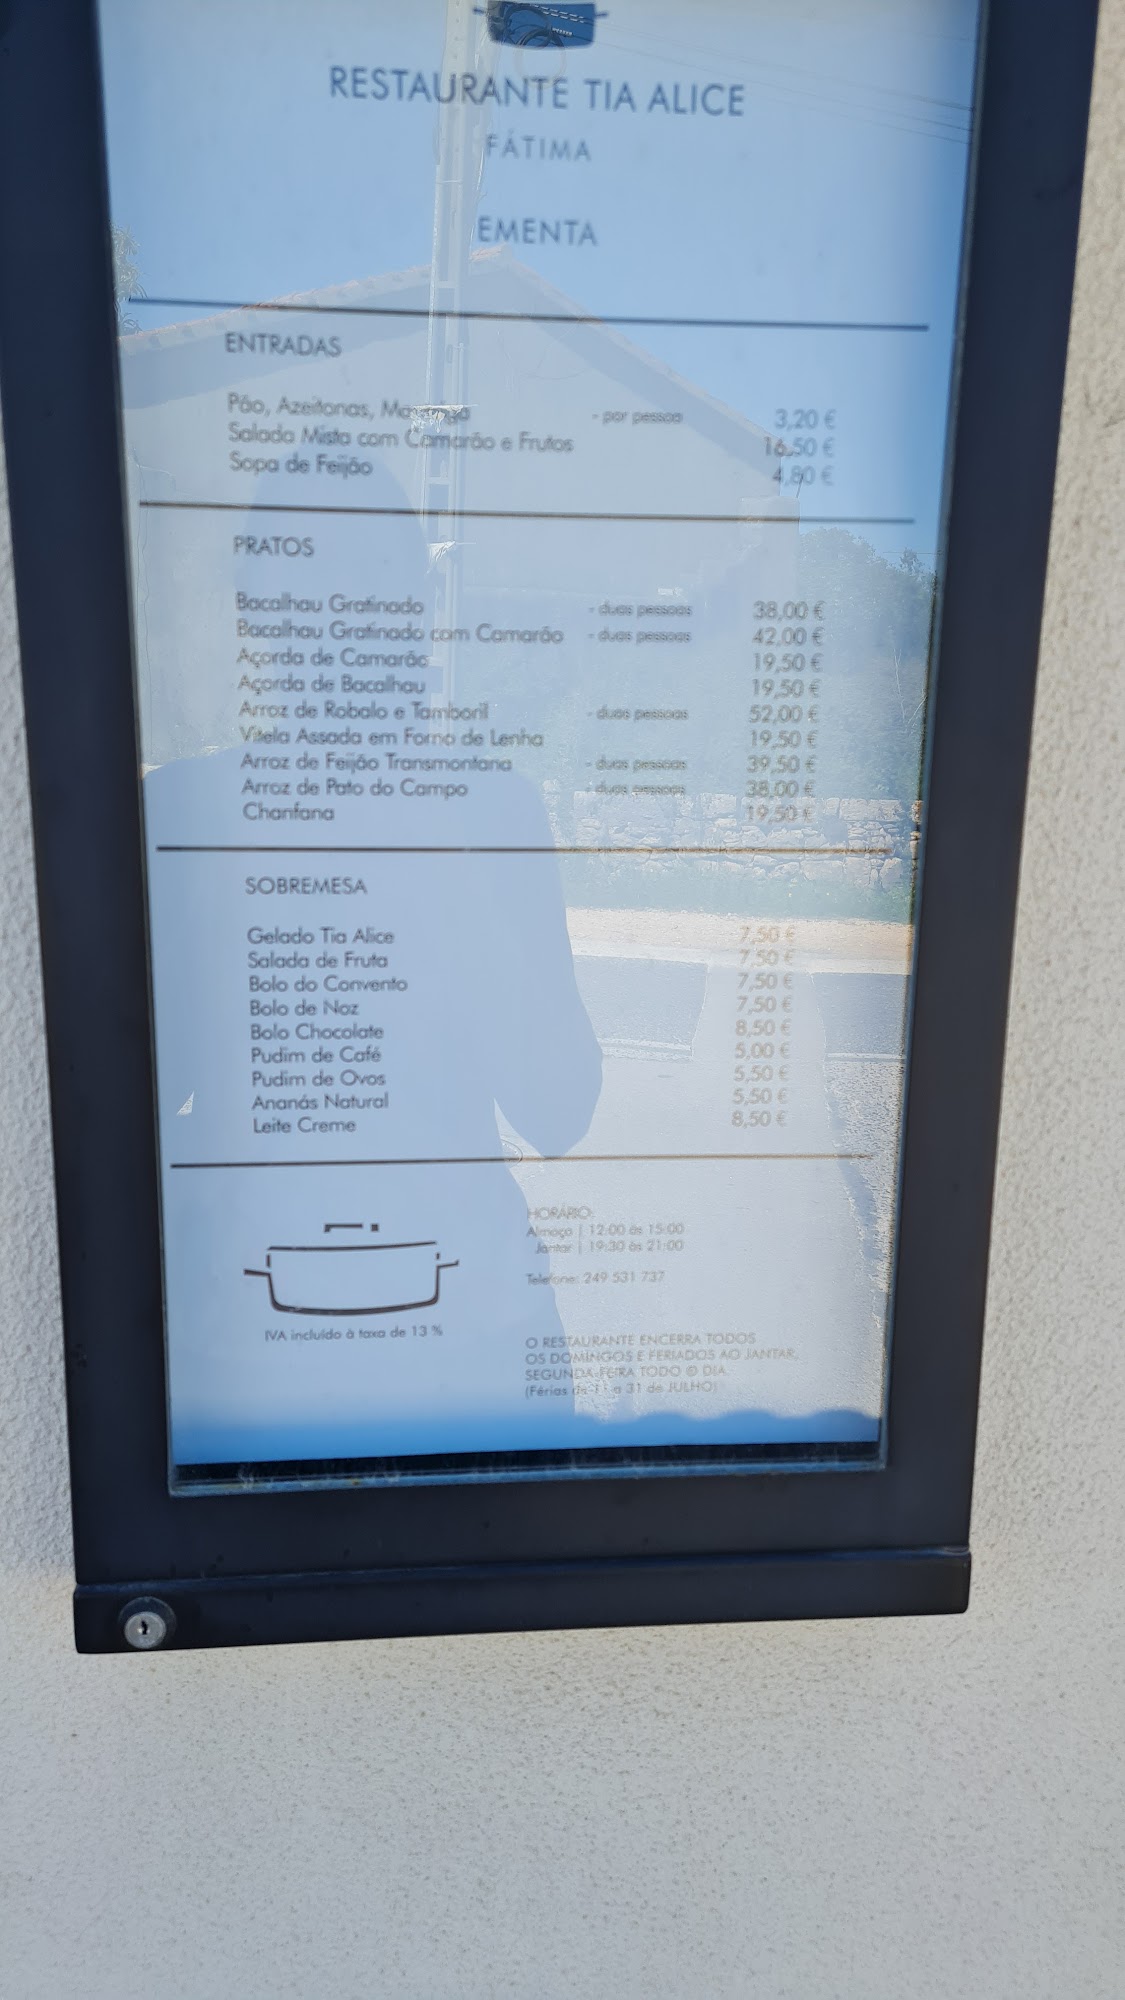 RESTAURANTE TIA ALICE
FÁTIMA
EMENTA
ENTRADAS
Pão, Azeitonas, - por pessoa 3,20 €
Salada Mista com Camarão e Frutos 16,50 €
Sopa de Feijão 4,80 €
PRATOS
Bacalhau Gratinado - duas pessoas 38,00 €
Bacalhau Gratinado com Camarão - duas pessoas 42,00 €
Açorda de Camarão 19,50 €
Açorda de Bacalhau 19,50 €
Arroz de Robalo e Tamboril - duas pessoas 52,00 €
Vitela Assada em Forno de Lenha 19,50 €
Arroz de Feijão Transmontana - duas pessoas 39,50 €
Arroz de Pato do Campo - duas pessoas 38,00 €
Chanfana 19,50 €
SOBREMESA
Gelado Tia Alice 7,50 €
Salada de Fruta 7,50 €
Bolo do Convento 7,50 €
Bolo de Noz 7,50 €
Bolo Chocolate 8,50 €
Pudim de Café 5,00 €
Pudim de Ovos 5,50 €
Ananás Natural 5,50 €
Leite Creme 8,50 €
IVA incluído à taxa de 13 %
HORÁRIO:
Almoço | 12:00 às 15:00
Jantar | 19:30 às 21:00
Telefone: 249 531 737
O RESTAURANTE ENCERRA TODOS
OS DOMINGOS E FERIADOS AO JANTAR,
SEGUNDA-FEIRA TODO O DIA.
(Férias de a 31 de JULHO)